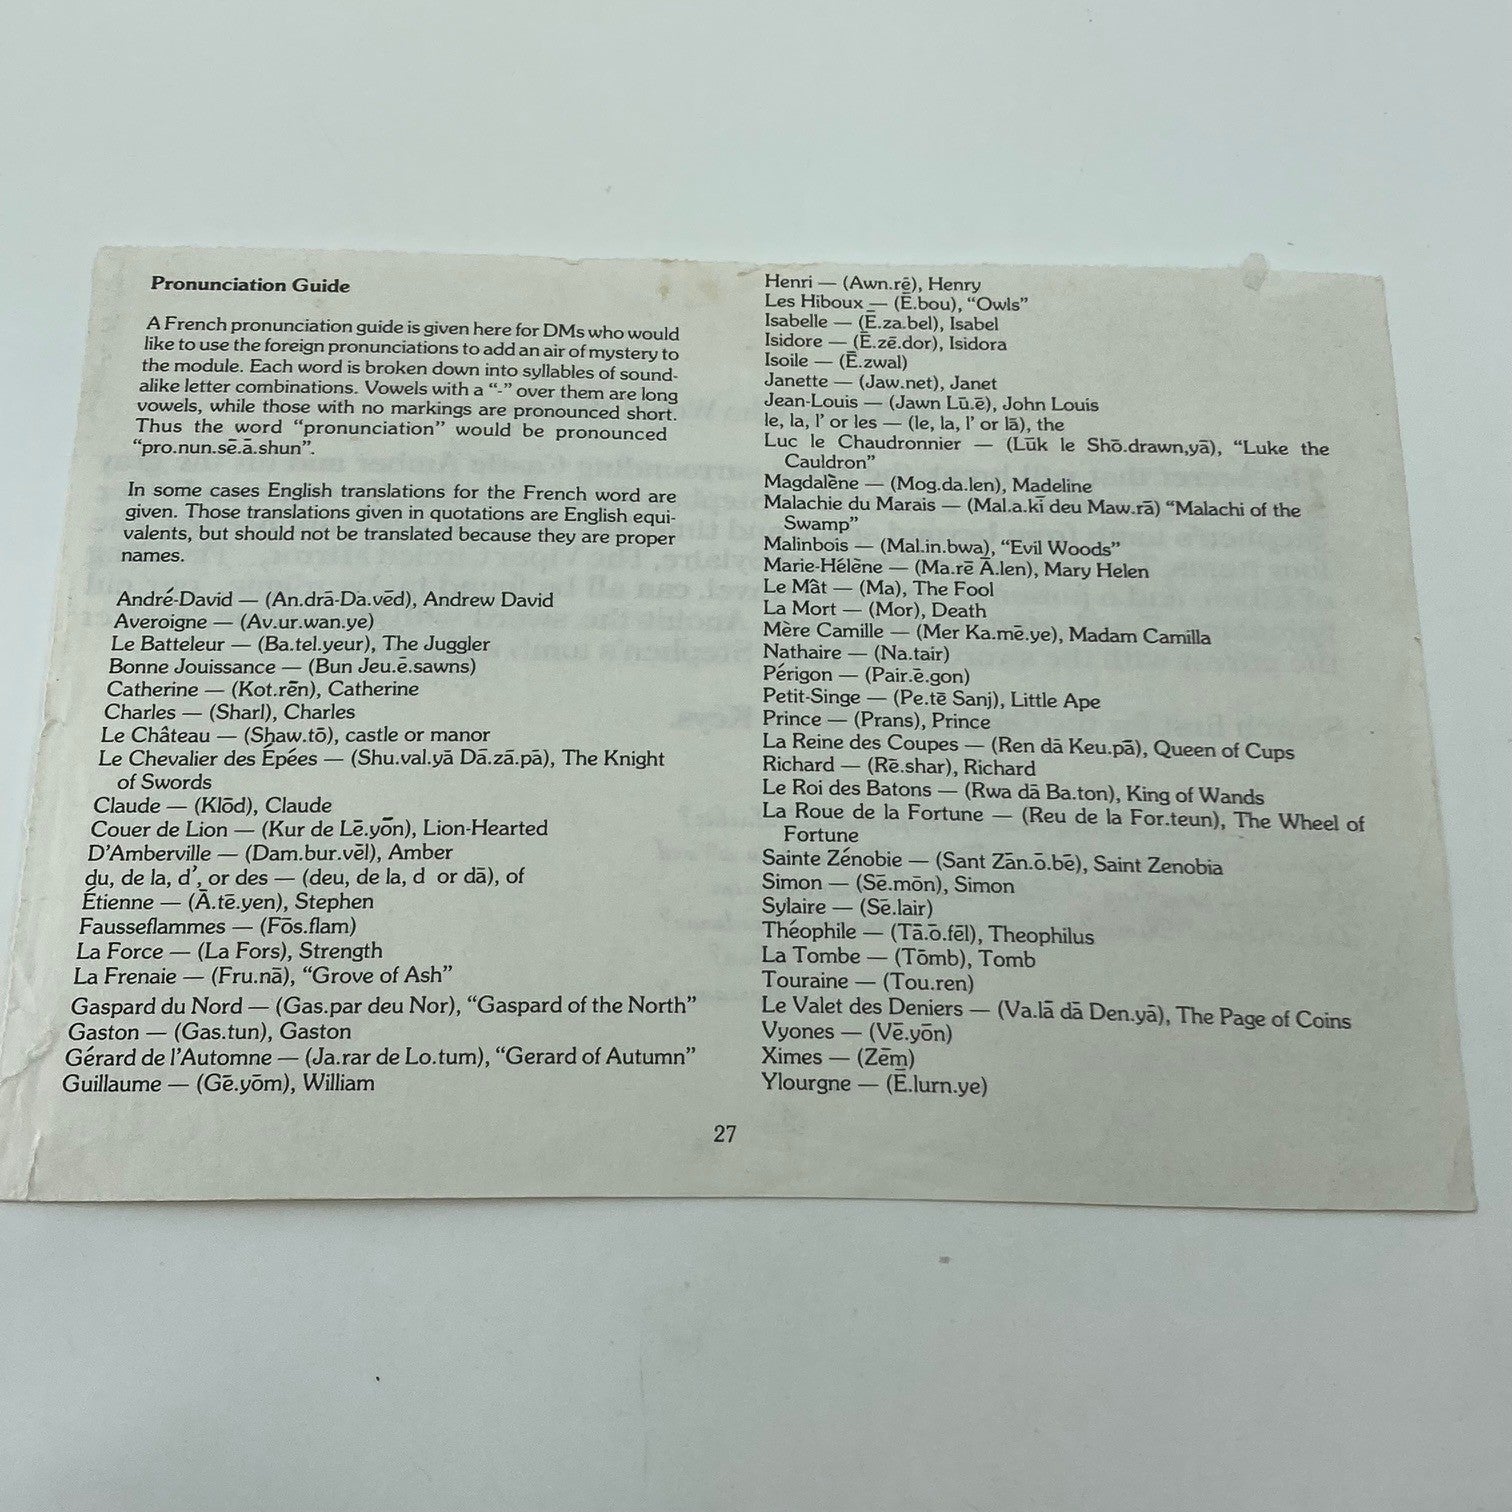 Pronunciation Guide
A French pronunciation guide is given here for DMs who would
like to use the foreign pronunciations to add an air of mystery to
the module. Each word is broken down into syllables of sound-
alike letter combinations. Vowels with a “-” over them are long
vowels, while those with no markings are pronounced short.
Thus the word “pronunciation” would be pronounced
“pro.nun.sē.ā.shun”.
In some cases English translations for the French word are
given. Those translations given in quotations are English equi-
valents, but should not be translated because they are proper
names.
André-David — (An.drā-Da.vēd), Andrew David
Averoigne — (Av.ur.wan.ye)
Le Batteleur — (Ba.tel.yeur), The Juggler
Bonne Jouissance — (Bun Jeu.ē.sawns)
Catherine — (Kot.rēn), Catherine
Charles — (Sharl), Charles
Le Château — (Shaw.tō), castle or manor
Le Chevalier des Épées — (Shu.val.yā Dā.zā.pā), The Knight
of Swords
Claude — (Klōd), Claude
Couer de Lion — (Kur de Lē.yōn), Lion-Hearted
D’Amberville — (Dam.bur.vēl), Amber
du, de la, d’, or des — (deu, de la, d or dā), of
Étienne — (Ā.tē.yen), Stephen
Fausseflammes — (Fōs.flam)
La Force — (La Fors), Strength
La Frenaie — (Fru.nā), “Grove of Ash”
Gaspard du Nord — (Gas.par deu Nor), “Gaspard of the North”
Gaston — (Gas.tun), Gaston
Gérard de l’Automne — (Ja.rar de Lo.tum), “Gerard of Autumn”
Guillaume — (Gē.yōm), William
Henri — (Awn.rē), Henry
Les Hiboux — (Ē.bou), “Owls”
Isabelle — (Ē.za.bel), Isabel
Isidore — (Ē.zē.dor), Isidora
Isoile — (Ē.zwal)
Janette — (Jaw.net), Janet
Jean-Louis — (Jawn Lū.ē), John Louis
le, la, l’ or les — (le, la, l’ or lā), the
Luc le Chaudronnier — (Lūk le Shō.drawn,yā), “Luke the
Cauldron”
Magdalène — (Mog.da.len), Madeline
Malachie du Marais — (Mal.a.kī deu Maw.rā) “Malachi of the
Swamp”
Malinbois — (Mal.in.bwa), “Evil Woods”
Marie-Hélène — (Ma.rē Ā.len), Mary Helen
Le Mât — (Ma), The Fool
La Mort — (Mor), Death
Mère Camille — (Mer Ka.mē.ye), Madam Camilla
Nathaire — (Na.tair)
Périgon — (Pair.ē.gon)
Petit-Singe — (Pe.tē Sanj), Little Ape
Prince — (Prans), Prince
La Reine des Coupes — (Ren dā Keu.pā), Queen of Cups
Richard — (Rē.shar), Richard
Le Roi des Batons — (Rwa dā Ba.ton), King of Wands
La Roue de la Fortune — (Reu de la For.teun), The Wheel of
Fortune
Sainte Zénobie — (Sant Zān.ō.bē), Saint Zenobia
Simon — (Sē.mōn), Simon
Sylaire — (Sē.lair)
Théophile — (Tā.ō.fēl), Theophilus
La Tombe — (Tōmb), Tomb
Touraine — (Tou.ren)
Le Valet des Deniers — (Va.lā dā Den.yā), The Page of Coins
Vyones — (Vē.yōn)
Ximes — (Zēm)
Ylourgne — (Ē.lurn.ye)
27